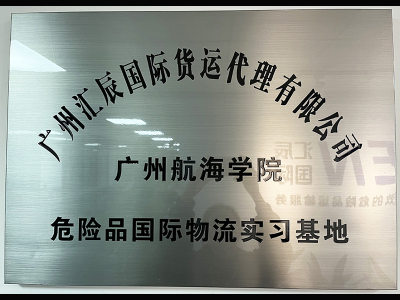 广州汇辰国际货运代理有限公司
广州航海学院
危险品国际物流实习基地